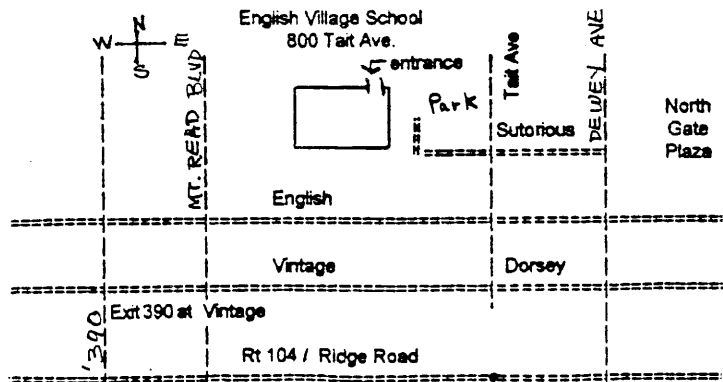 English Village School
800 Tait Ave.
N
W E
S
entrance
Park
Tait Ave
MT. READ BLVD
DEWEY AVE
Sutorious
North
Gate
Plaza
English
Vintage
Dorsey
Exit 390 at Vintage
'390
Rt 104 / Ridge Road